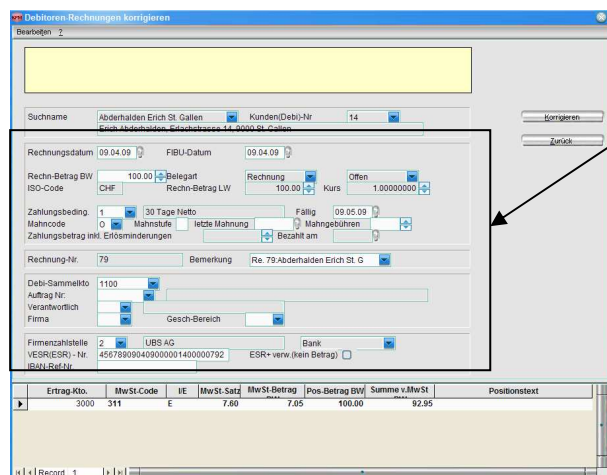 Debitoren-Rechnungen korrigieren
Bearbeiten ?
Suchname Abderhalden Erich St. Gallen Kunden(Debi)-Nr 14
Erich Abderhalden, Erlachstrasse 14, 9000 St. Gallen
Korrigieren
Zurück
Rechnungsdatum 09.04.09 FIBU-Datum 09.04.09
Rechn-Betrag BW 100.00 Belegart Rechnung Offen
ISO-Code CHF Rechn-Betrag LW 100.00 Kurs 1.00000000
Zahlungsbeding. 1 30 Tage Netto Fällig 09.05.09
Mahncode O Mahnstufe letzte Mahnung Mahngebühren
Zahlungsbetrag inkl. Erlösminderungen Bezahlt am
Rechnung-Nr. 79 Bemerkung Re. 79:Abderhalden Erich St. G
Debi-Sammelkto 1100
Auftrag Nr:
Verantwortlich
Firma Gesch-Bereich
Firmenzahlstelle 2 UBS AG Bank
VESR(ESR) - Nr. 456789090409000001400000792 ESR+ verw.(kein Betrag)
IBAN-Ref-Nr.
Ertrag-Kto. MwSt-Code I/E MwSt-Satz MwSt-Betrag Pos-Betrag BW Summe v.MwSt Positionstext
3000 311 E 7.60 7.05 100.00 92.95
Record 1